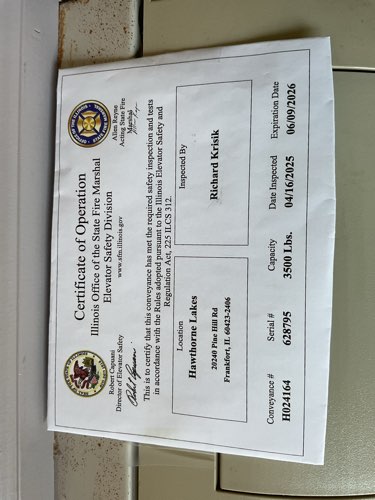 Certificate of Operation
Illinois Office of the State Fire Marshal
Elevator Safety Division
www.sfm.illinois.gov
Robert Capuani
Director of Elevator Safety
Allen Rayne
Acting State Fire
Marshal
This is to certify that this conveyance has met the required safety inspection and tests
in accordance with the Rules adopted pursuant to the Illinois Elevator Safety and
Regulation Act, 225 ILCS 312.
Location
Hawthorne Lakes
20240 Pine Hill Rd
Frankfort, IL 60423-2406
Inspected By
Richard Krisik
Conveyance # Serial # Capacity Date Inspected Expiration Date
H024164 628795 3500 Lbs. 04/16/2025 06/09/2026